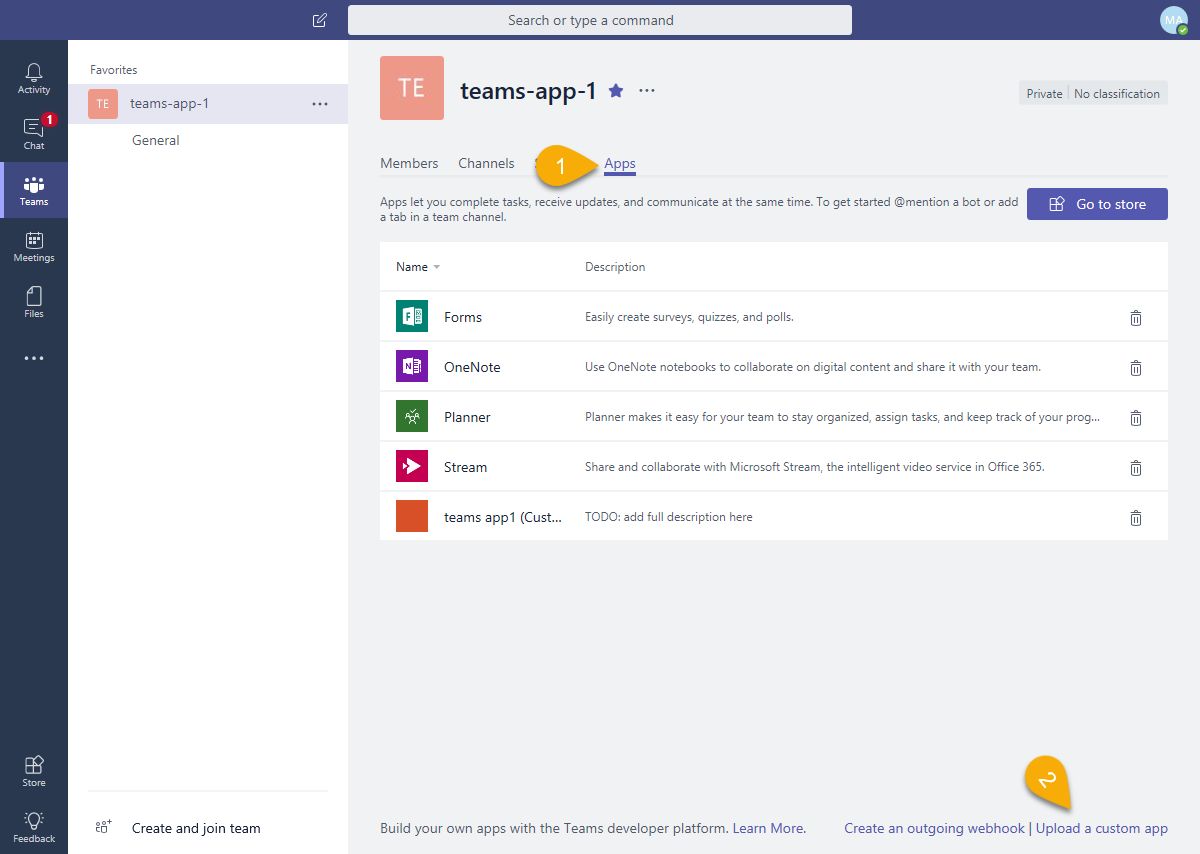 Search or type a command
MA
Activity
1
Chat
Teams
Meetings
Files
Store
Feedback
Favorites
TE
teams-app-1
General
Create and join team
TE
teams-app-1
Private
No classification
Members
Channels
1
Apps
Apps let you complete tasks, receive updates, and communicate at the same time. To get started @mention a bot or add
a tab in a team channel.
Go to store
Name
Description
Forms
Easily create surveys, quizzes, and polls.
OneNote
Use OneNote notebooks to collaborate on digital content and share it with your team.
Planner
Planner makes it easy for your team to stay organized, assign tasks, and keep track of your prog...
Stream
Share and collaborate with Microsoft Stream, the intelligent video service in Office 365.
teams app1 (Cust...
TODO: add full description here
2
Build your own apps with the Teams developer platform. Learn More.
Create an outgoing webhook | Upload a custom app